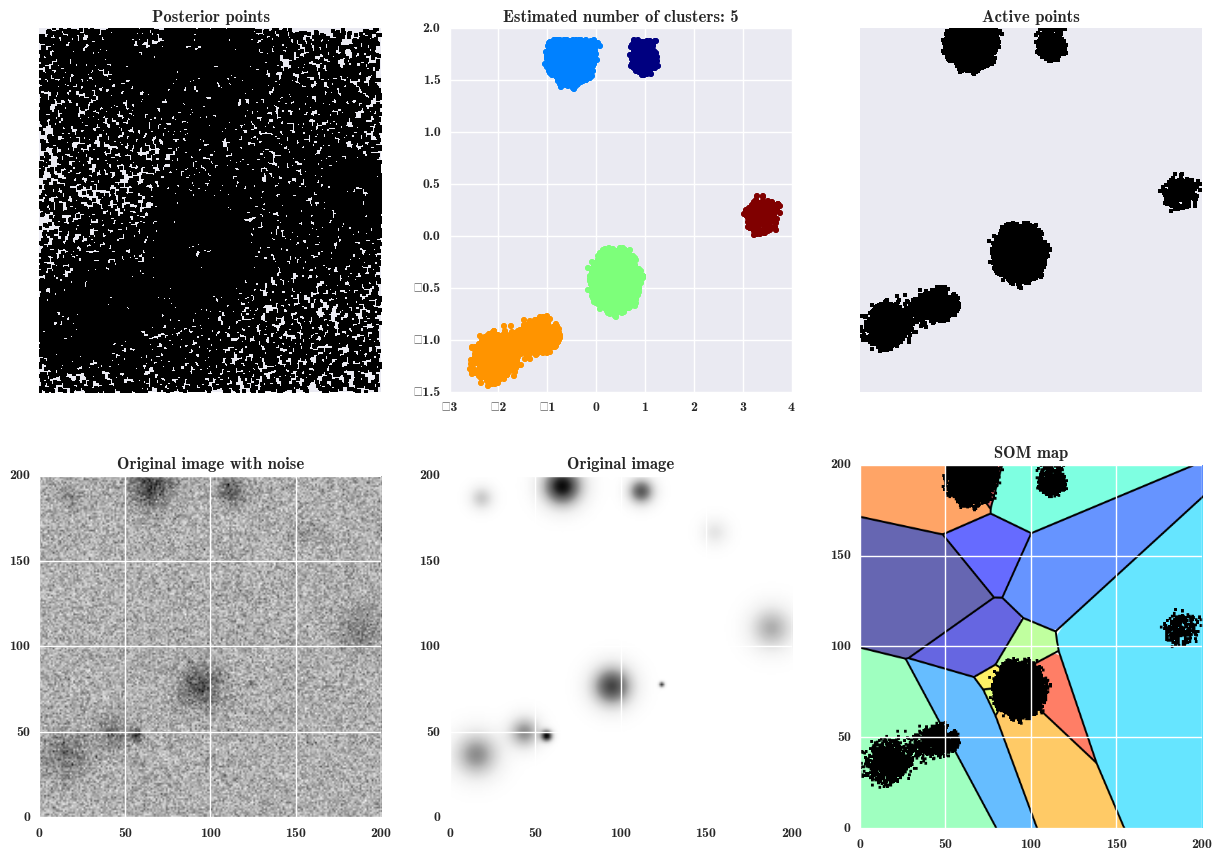 Posterior points
Estimated number of clusters: 5
Active points
2.0
1.5
1.0
0.5
0.0
□0.5
□1.0
□1.5
□3 □2 □1 0 1 2 3 4
Original image with noise
200
150
100
50
0
0 50 100 150 200
Original image
200
150
100
50
0
0 50 100 150 200
SOM map
200
150
100
50
0
0 50 100 150 200